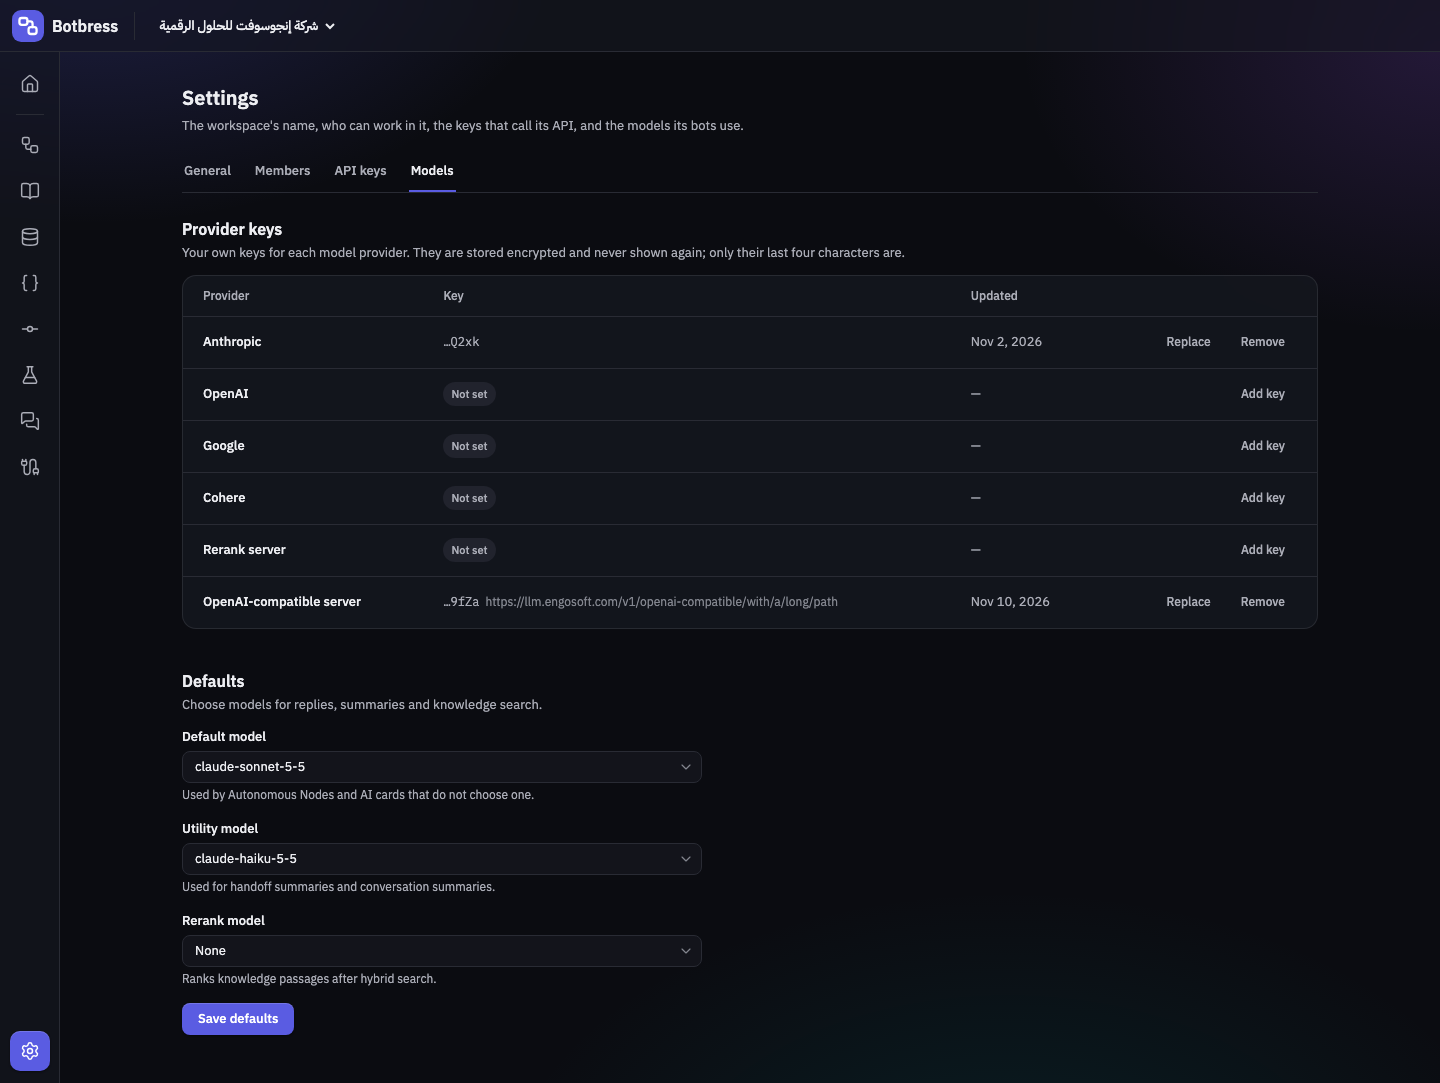 Botbress
شركة إنجوسوفت للحلول الرقمية
Settings
The workspace's name, who can work in it, the keys that call its API, and the models its bots use.
General Members API keys Models
Provider keys
Your own keys for each model provider. They are stored encrypted and never shown again; only their last four characters are.
Provider Key Updated
Anthropic …Q2xk Nov 2, 2026 Replace Remove
OpenAI Not set — Add key
Google Not set — Add key
Cohere Not set — Add key
Rerank server Not set — Add key
OpenAI-compatible server …9fZa https://llm.engosoft.com/v1/openai-compatible/with/a/long/path Nov 10, 2026 Replace Remove
Defaults
Choose models for replies, summaries and knowledge search.
Default model
claude-sonnet-5-5
Used by Autonomous Nodes and AI cards that do not choose one.
Utility model
claude-haiku-5-5
Used for handoff summaries and conversation summaries.
Rerank model
None
Ranks knowledge passages after hybrid search.
Save defaults